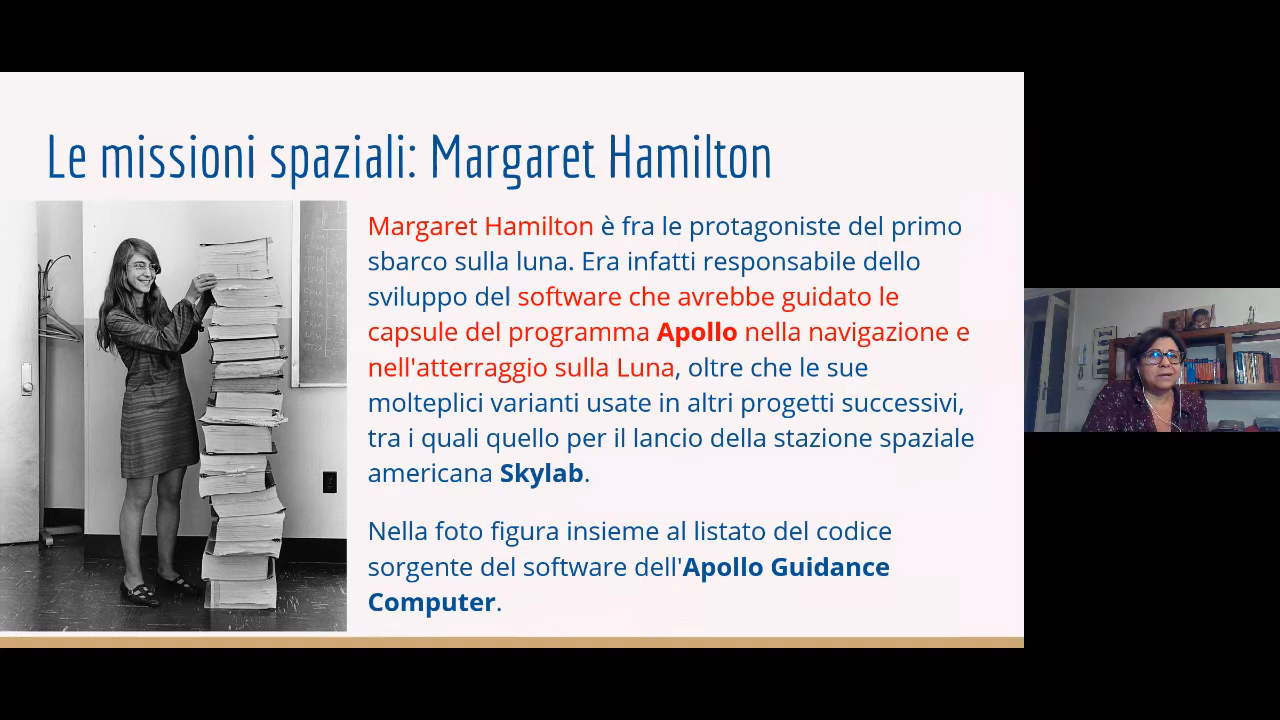 Le missioni spaziali: Margaret Hamilton
Margaret Hamilton è fra le protagoniste del primo
sbarco sulla luna. Era infatti responsabile dello
sviluppo del software che avrebbe guidato le
capsule del programma Apollo nella navigazione e
nell'atterraggio sulla Luna, oltre che le sue
molteplici varianti usate in altri progetti successivi,
tra i quali quello per il lancio della stazione spaziale
americana Skylab.
Nella foto figura insieme al listato del codice
sorgente del software dell'Apollo Guidance
Computer.